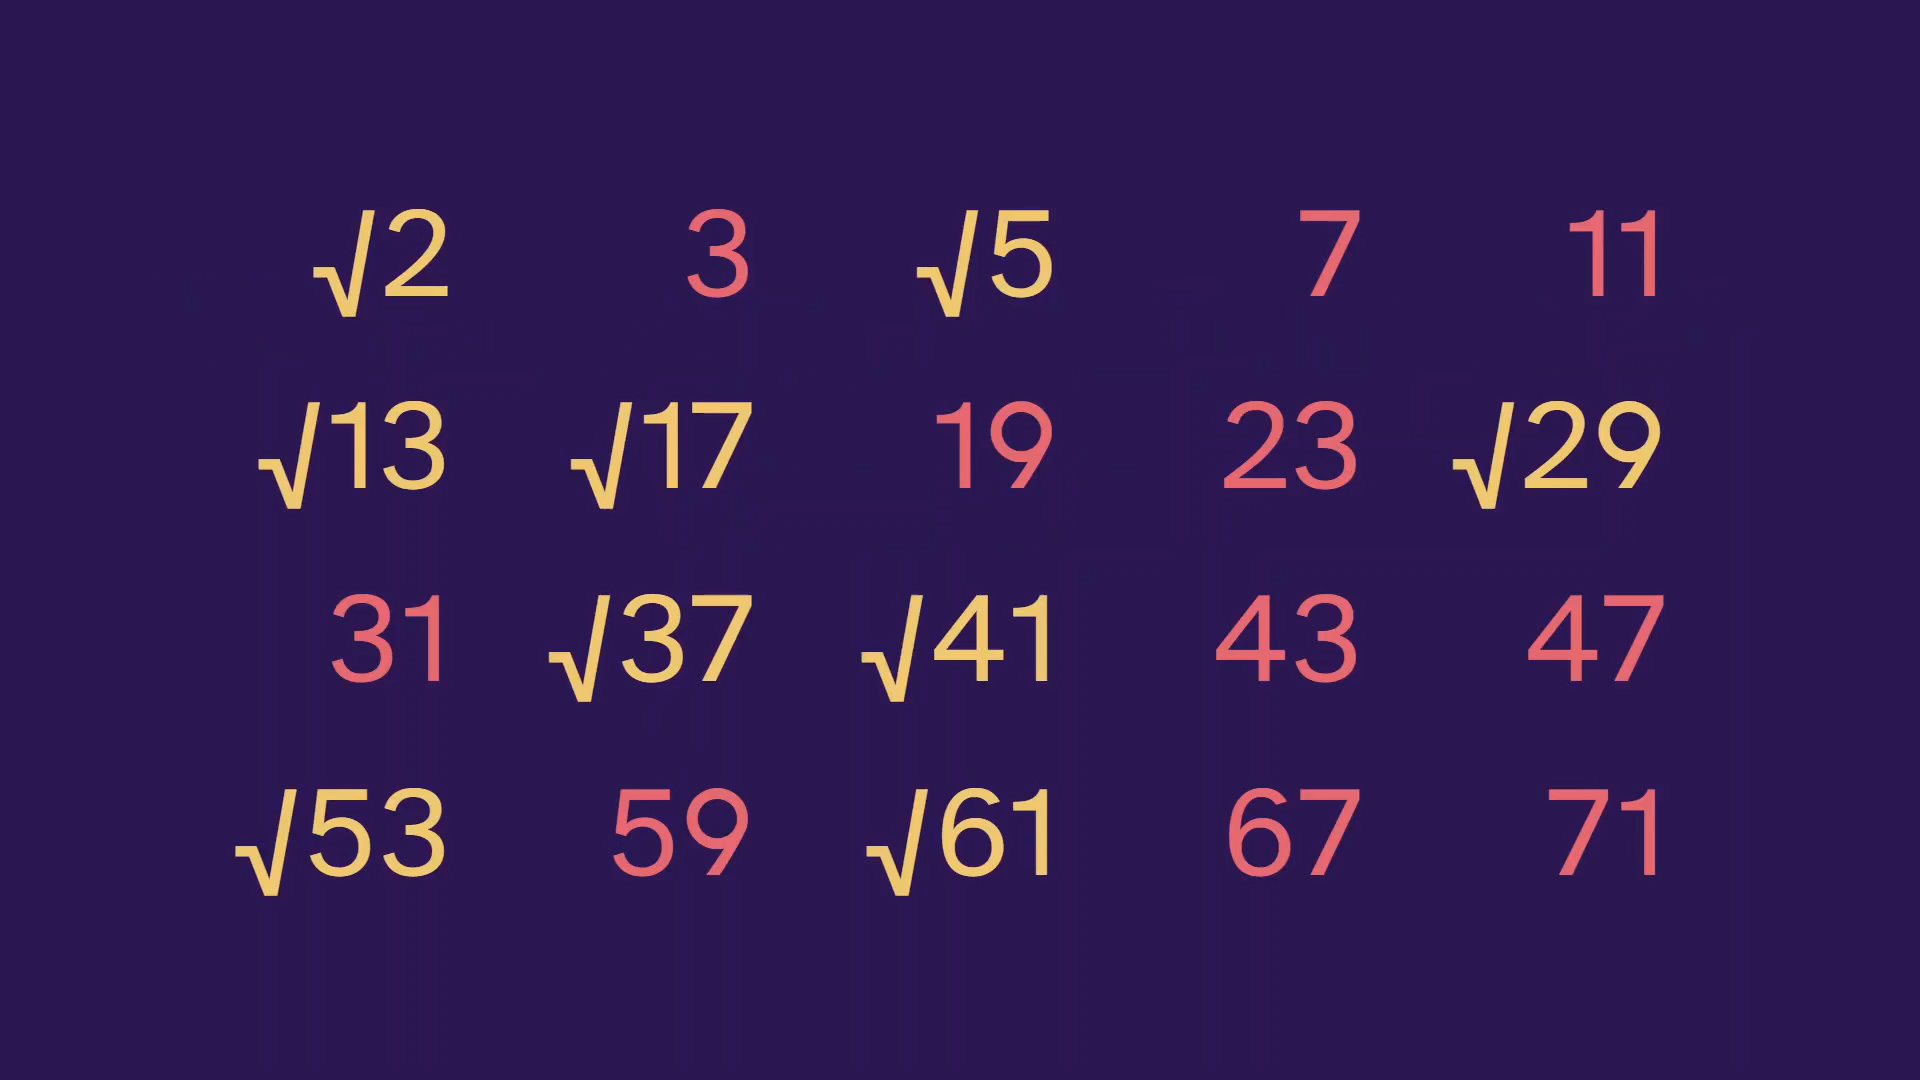 √2 3 √5 7 11
√13 √17 19 23 √29
31 √37 √41 43 47
√53 59 √61 67 71